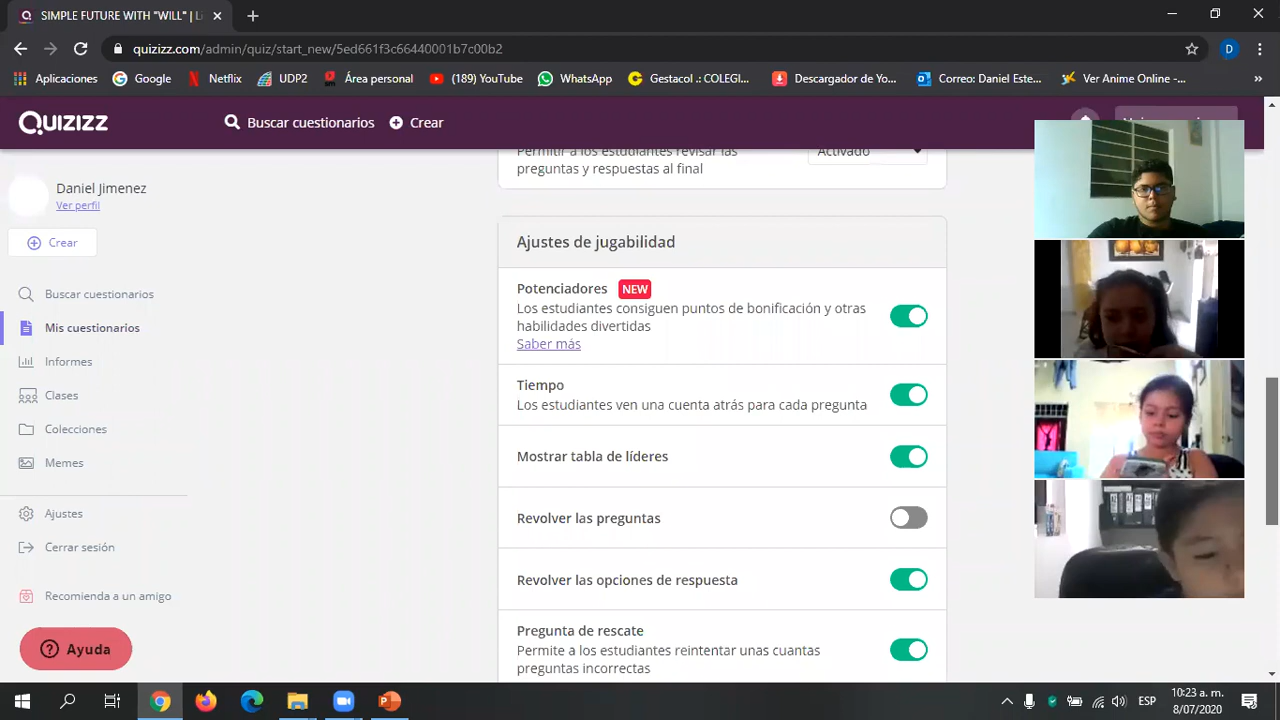 SIMPLE FUTURE WITH "WILL" | Li
quizizz.com/admin/quiz/start_new/5ed661f3c66440001b7c00b2
D
Aplicaciones
Google
Netflix
UDP2
Área personal
(189) YouTube
WhatsApp
Gestacol .: COLEGI...
Descargador de Yo...
Correo: Daniel Este...
Ver Anime Online -...
»
QUIZIZZ
Buscar cuestionarios
Crear
Daniel Jimenez
Ver perfil
Crear
Buscar cuestionarios
Mis cuestionarios
Informes
Clases
Colecciones
Memes
Ajustes
Cerrar sesión
Recomienda a un amigo
Ayuda
Permitir a los estudiantes revisar las
preguntas y respuestas al final
Activado
Ajustes de jugabilidad
Potenciadores NEW
Los estudiantes consiguen puntos de bonificación y otras
habilidades divertidas
Saber más
Tiempo
Los estudiantes ven una cuenta atrás para cada pregunta
Mostrar tabla de líderes
Revolver las preguntas
Revolver las opciones de respuesta
Pregunta de rescate
Permite a los estudiantes reintentar unas cuantas
preguntas incorrectas
ESP
10:23 a. m.
8/07/2020